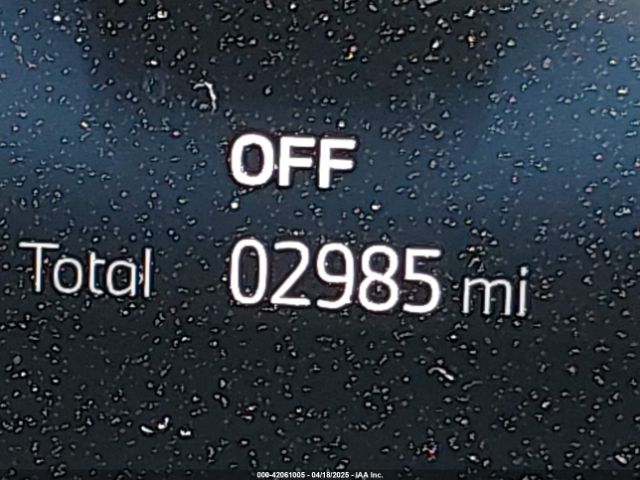 OFF
Total 02985 mi
000-42061005 - 04/18/2025 - IAA Inc.